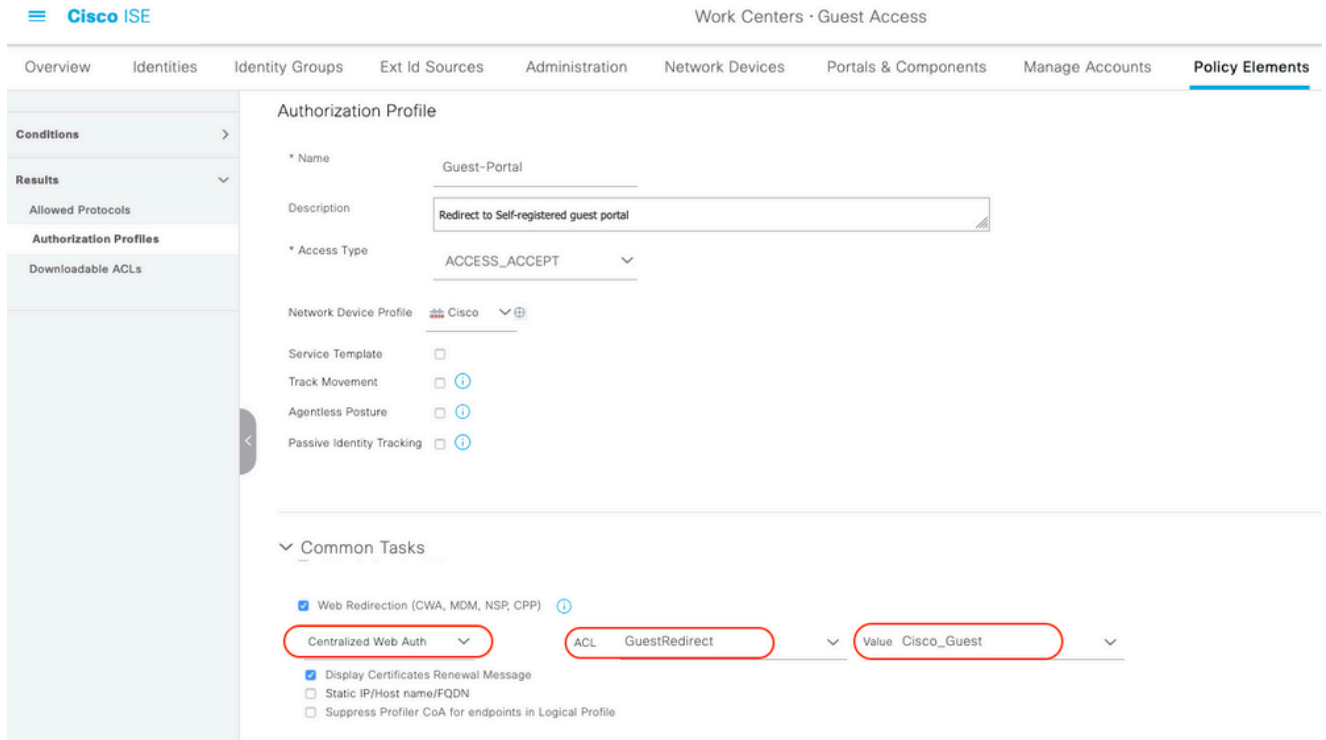 Cisco ISE
Work Centers · Guest Access
Overview Identities Identity Groups Ext Id Sources Administration Network Devices Portals & Components Manage Accounts Policy Elements
Conditions
Results
Allowed Protocols
Authorization Profiles
Downloadable ACLs
Authorization Profile
* Name Guest-Portal
Description Redirect to Self-registered guest portal
* Access Type ACCESS_ACCEPT
Network Device Profile Cisco
Service Template
Track Movement
Agentless Posture
Passive Identity Tracking
Common Tasks
Web Redirection (CWA, MDM, NSP, CPP)
Centralized Web Auth ACL GuestRedirect Value Cisco_Guest
Display Certificates Renewal Message
Static IP/Host name/FQDN
Suppress Profiler CoA for endpoints in Logical Profile